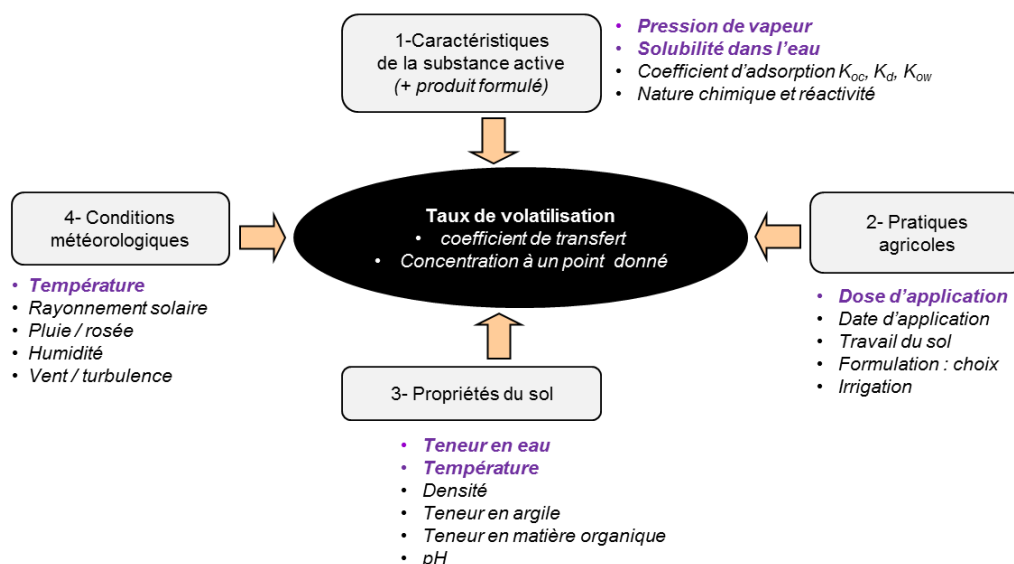 1-Caractéristiques
de la substance active
(+ produit formulé)
• Pression de vapeur
• Solubilité dans l'eau
• Coefficient d'adsorption Koc, Kd, Kow
• Nature chimique et réactivité
4- Conditions
météorologiques
• Température
• Rayonnement solaire
• Pluie / rosée
• Humidité
• Vent / turbulence
Taux de volatilisation
• coefficient de transfert
• Concentration à un point donné
2- Pratiques
agricoles
• Dose d'application
• Date d'application
• Travail du sol
• Formulation : choix
• Irrigation
3- Propriétés du sol
• Teneur en eau
• Température
• Densité
• Teneur en argile
• Teneur en matière organique
• pH